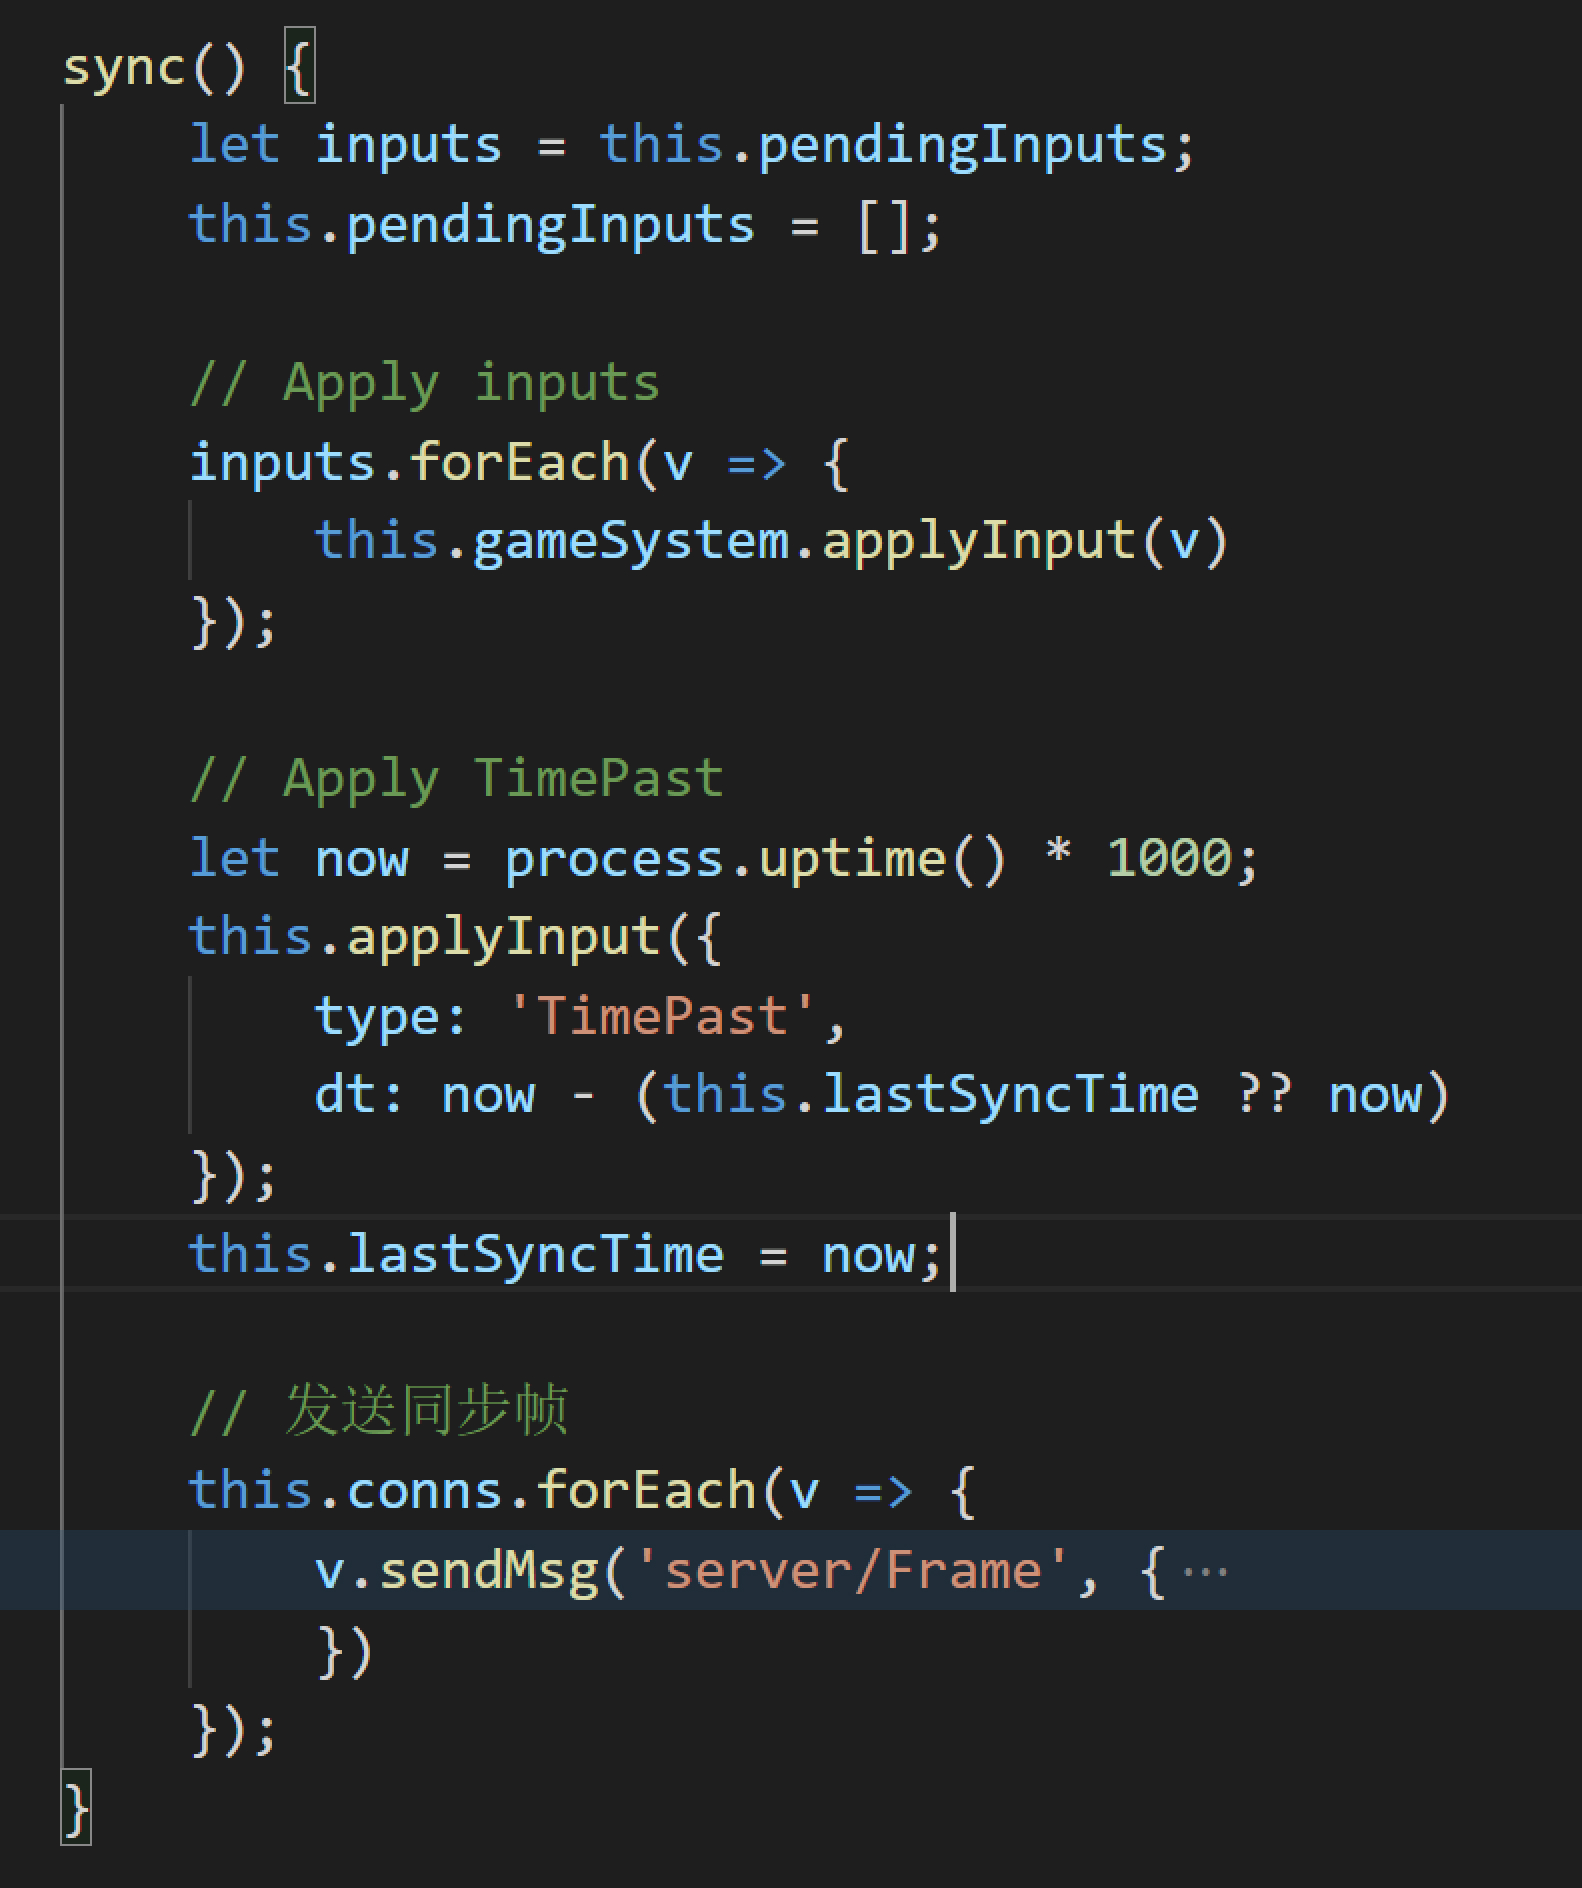 sync() {
let inputs = this.pendingInputs;
this.pendingInputs = [];
// Apply inputs
inputs.forEach(v => {
this.gameSystem.applyInput(v)
});
// Apply TimePast
let now = process.uptime() * 1000;
this.applyInput({
type: 'TimePast',
dt: now - (this.lastSyncTime ?? now)
});
this.lastSyncTime = now;
// 发送同步帧
this.conns.forEach(v => {
v.sendMsg('server/Frame', {···
})
});
}